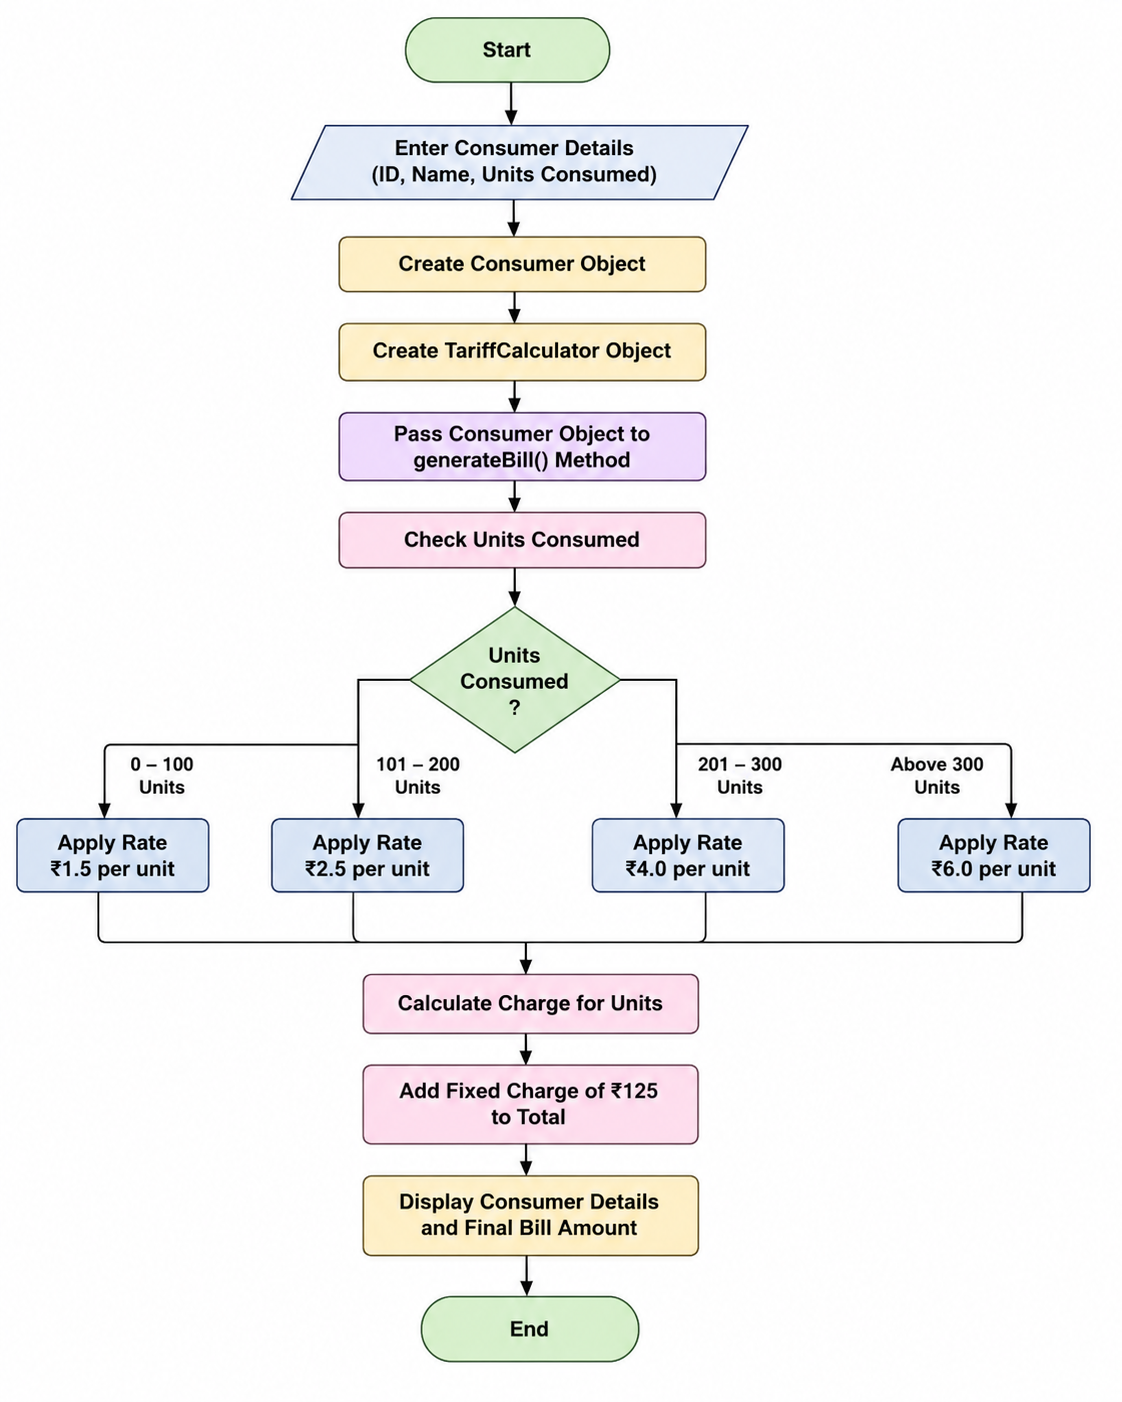 Start
Enter Consumer Details
(ID, Name, Units Consumed)
Create Consumer Object
Create TariffCalculator Object
Pass Consumer Object to
generateBill() Method
Check Units Consumed
Units
Consumed
?
0 – 100
Units
101 – 200
Units
201 – 300
Units
Above 300
Units
Apply Rate
₹1.5 per unit
Apply Rate
₹2.5 per unit
Apply Rate
₹4.0 per unit
Apply Rate
₹6.0 per unit
Calculate Charge for Units
Add Fixed Charge of ₹125
to Total
Display Consumer Details
and Final Bill Amount
End